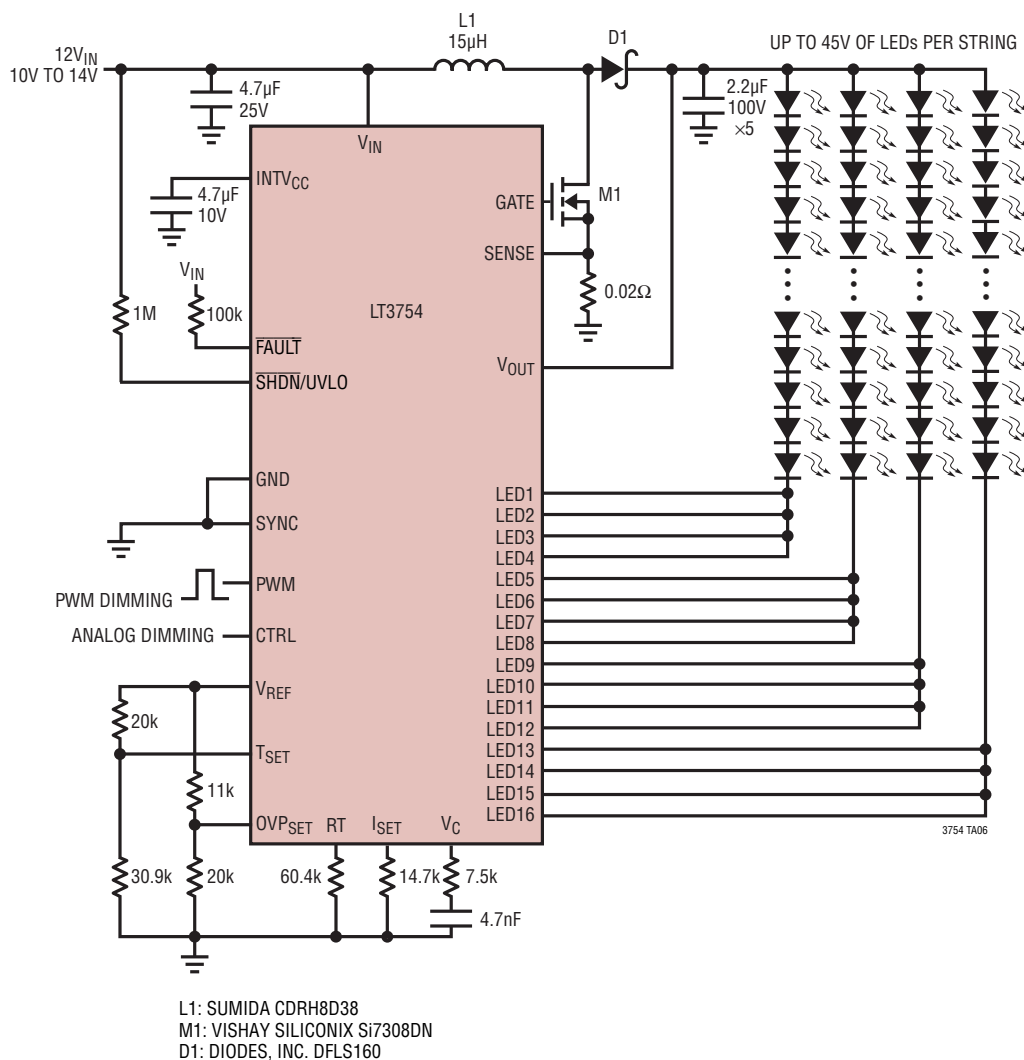 L1
15µH
D1
UP TO 45V OF LEDs PER STRING
12VIN
10V TO 14V
4.7µF
25V
2.2µF
100V
×5
VIN
INTVCC
4.7µF
10V
GATE
M1
SENSE
VIN
0.02Ω
1M
100k
LT3754
FAULT
VOUT
SHDN/UVLO
GND
SYNC
LED1
LED2
LED3
LED4
LED5
LED6
LED7
LED8
LED9
LED10
LED11
LED12
LED13
LED14
LED15
LED16
PWM DIMMING
PWM
ANALOG DIMMING
CTRL
VREF
20k
TSET
11k
OVPSET
RT
ISET
VC
3754 TA06
30.9k
20k
60.4k
14.7k
7.5k
4.7nF
L1: SUMIDA CDRH8D38
M1: VISHAY SILICONIX Si7308DN
D1: DIODES, INC. DFLS160